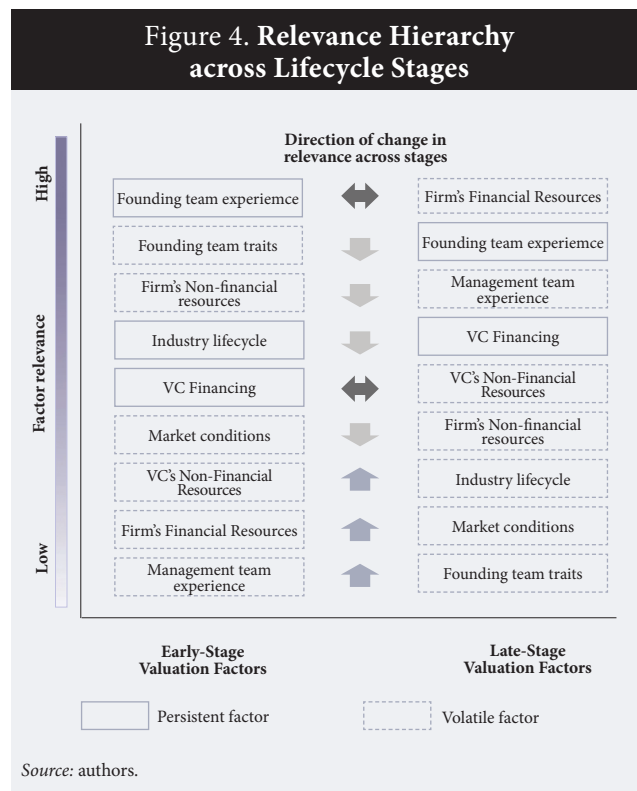 Figure 4. Relevance Hierarchy
across Lifecycle Stages
Direction of change in
relevance across stages
High
Factor relevance
Low
Founding team experiemce
Founding team traits
Firm's Non-financial
resources
Industry lifecycle
VC Financing
Market conditions
VC's Non-Financial
Resources
Firm's Financial Resources
Management team
experience
Firm's Financial Resources
Founding team experiemce
Management team
experience
VC Financing
VC's Non-Financial
Resources
Firm's Non-financial
resources
Industry lifecycle
Market conditions
Founding team traits
Early-Stage
Valuation Factors
Late-Stage
Valuation Factors
Persistent factor
Volatile factor
Source: authors.